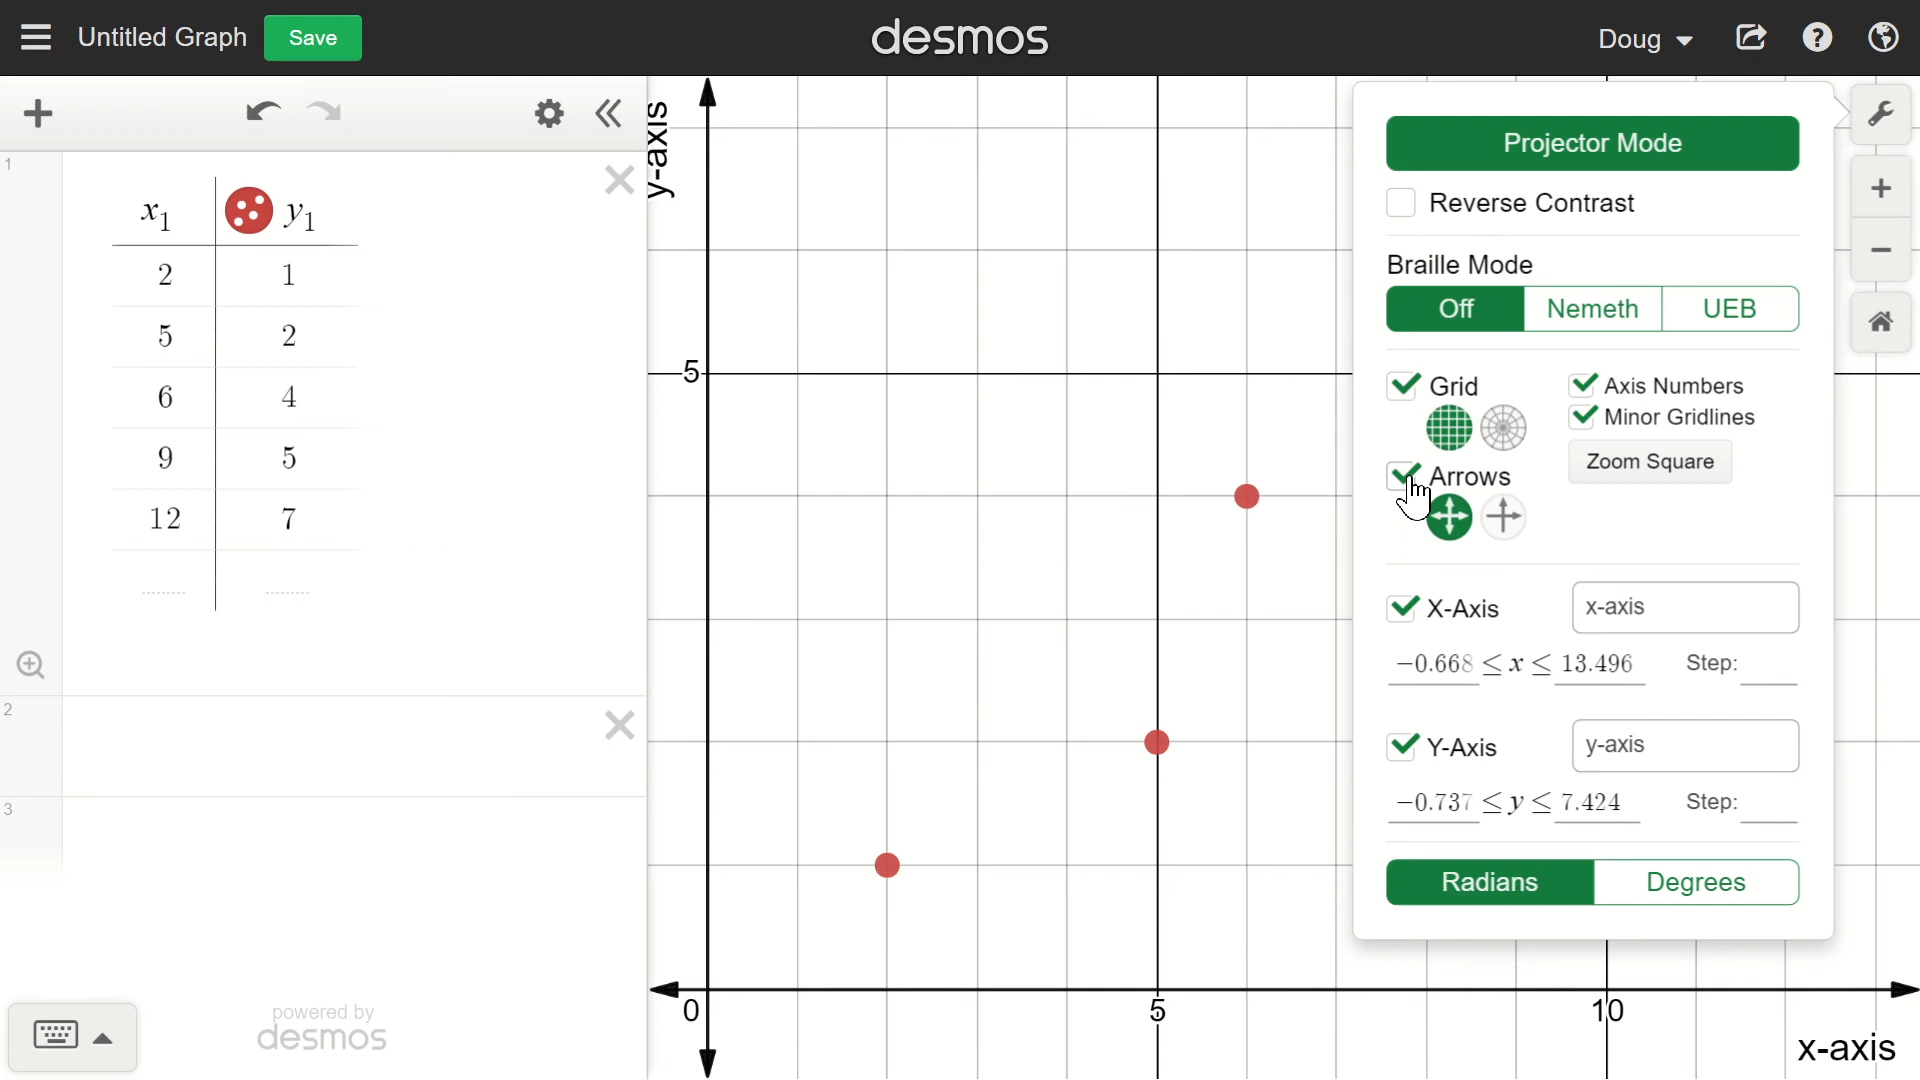 Untitled Graph
Save
desmos
Doug
1
x₁ y₁
2 1
5 2
6 4
9 5
12 7
2
3
powered by
desmos
y-axis
5
0
5
10
x-axis
Projector Mode
Reverse Contrast
Braille Mode
Off Nemeth UEB
Grid
Axis Numbers
Minor Gridlines
Zoom Square
Arrows
X-Axis x-axis
−0.668 ≤ x ≤ 13.496 Step:
Y-Axis y-axis
−0.737 ≤ y ≤ 7.424 Step:
Radians Degrees